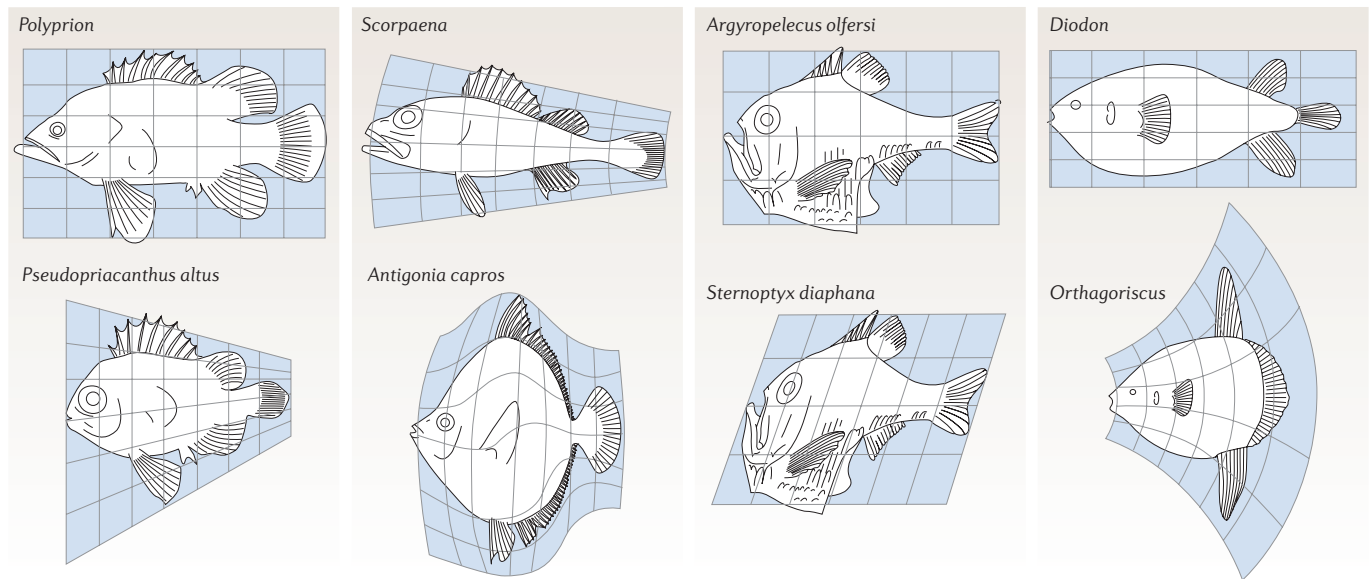 Polyprion
Scorpaena
Argyropelecus olfersi
Diodon
Pseudopriacanthus altus
Antigonia capros
Sternoptyx diaphana
Orthagoriscus